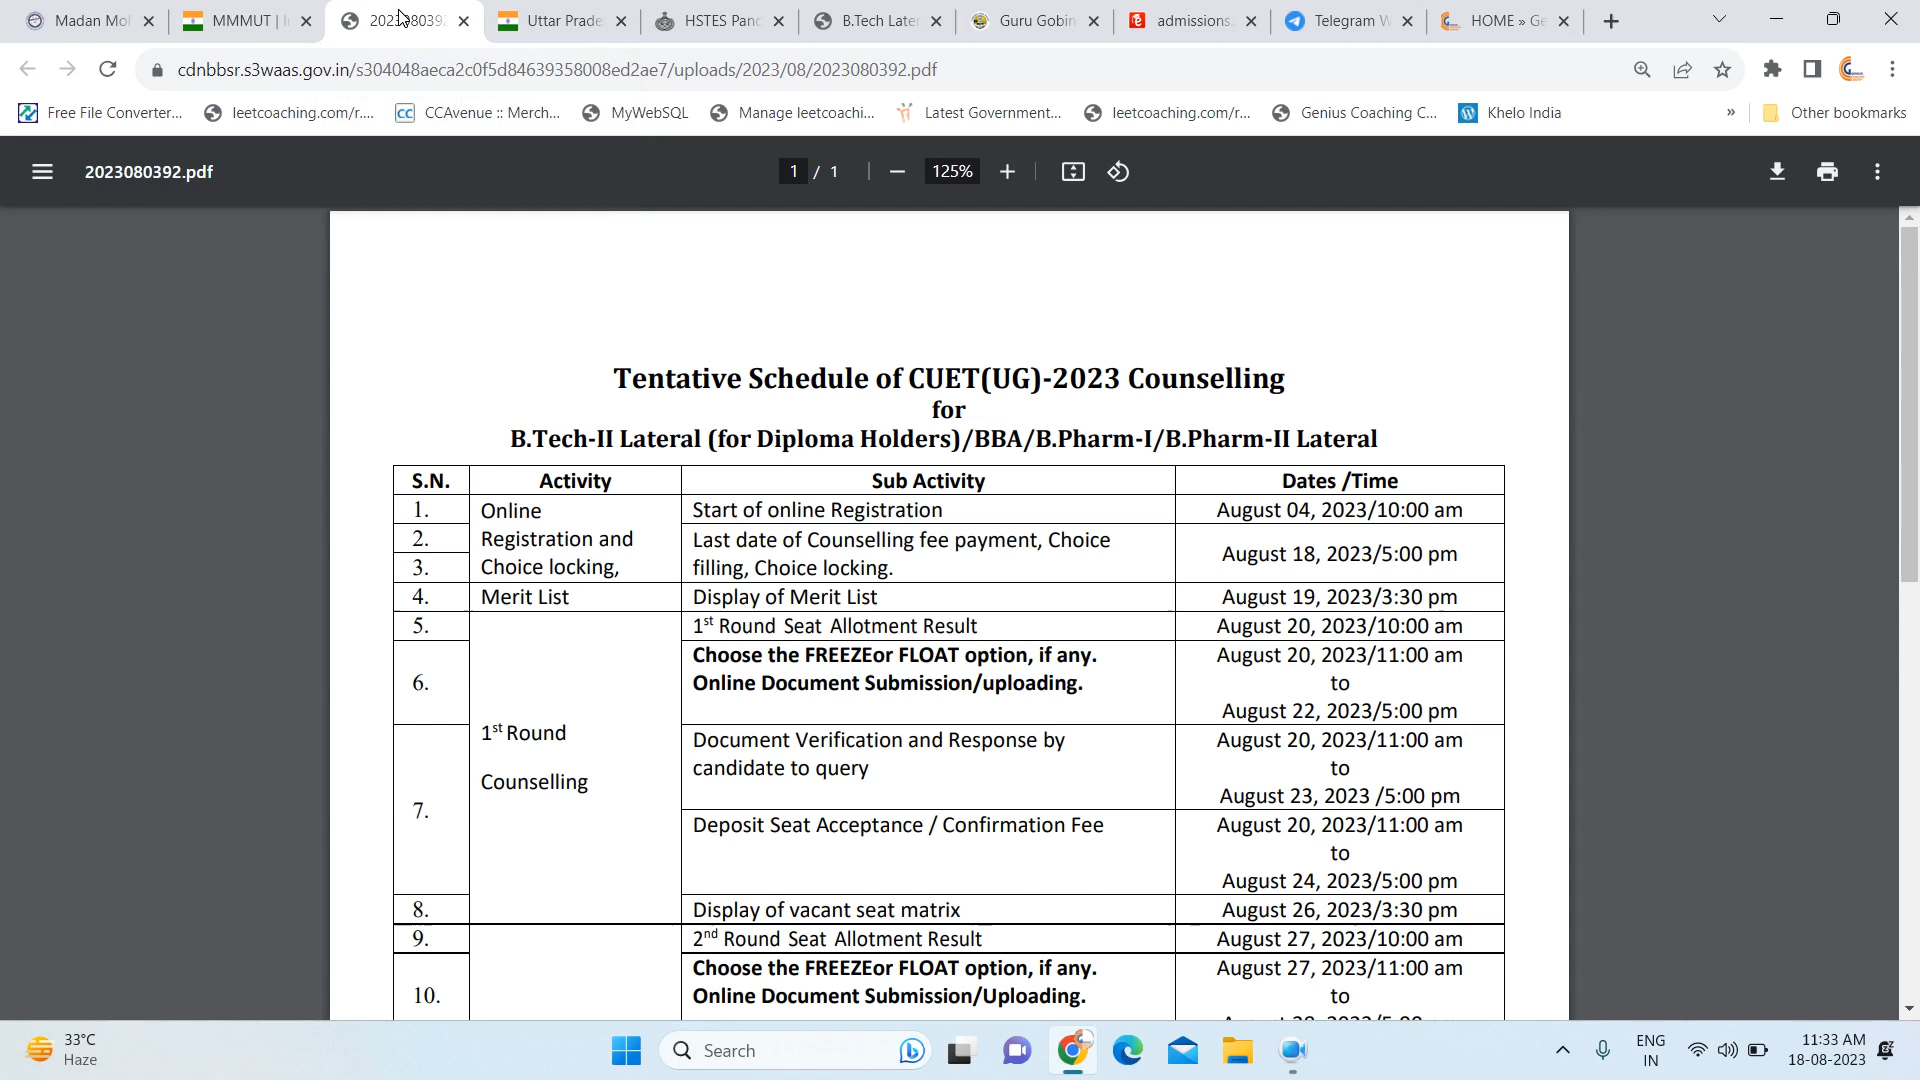 Madan Mol
MMMUT | I
2023080392
Uttar Prade
HSTES Panc
B.Tech Later
Guru Gobin
admissions.
Telegram W
HOME » Ge
cdnbbsr.s3waas.gov.in/s304048aeca2c0f5d84639358008ed2ae7/uploads/2023/08/2023080392.pdf
Free File Converter...
leetcoaching.com/r....
CC
CCAvenue :: Merch...
MyWebSQL
Manage leetcoachi...
Latest Government...
leetcoaching.com/r...
Genius Coaching C...
Khelo India
»
Other bookmarks
2023080392.pdf
1 / 1
125%
Tentative Schedule of CUET(UG)-2023 Counselling
for
B.Tech-II Lateral (for Diploma Holders)/BBA/B.Pharm-I/B.Pharm-II Lateral
S.N. Activity Sub Activity Dates /Time
1. Online Start of online Registration August 04, 2023/10:00 am
2. Registration and Last date of Counselling fee payment, Choice August 18, 2023/5:00 pm
3. Choice locking, filling, Choice locking.
4. Merit List Display of Merit List August 19, 2023/3:30 pm
5. 1st Round Seat Allotment Result August 20, 2023/10:00 am
Choose the FREEZEor FLOAT option, if any. August 20, 2023/11:00 am
6. Online Document Submission/uploading. to
August 22, 2023/5:00 pm
1st Round Document Verification and Response by August 20, 2023/11:00 am
Counselling candidate to query to
August 23, 2023 /5:00 pm
7.
Deposit Seat Acceptance / Confirmation Fee August 20, 2023/11:00 am
to
August 24, 2023/5:00 pm
8. Display of vacant seat matrix August 26, 2023/3:30 pm
9. 2nd Round Seat Allotment Result August 27, 2023/10:00 am
Choose the FREEZEor FLOAT option, if any. August 27, 2023/11:00 am
10. Online Document Submission/Uploading. to
33°C
Haze
Search
ENG
IN
11:33 AM
18-08-2023